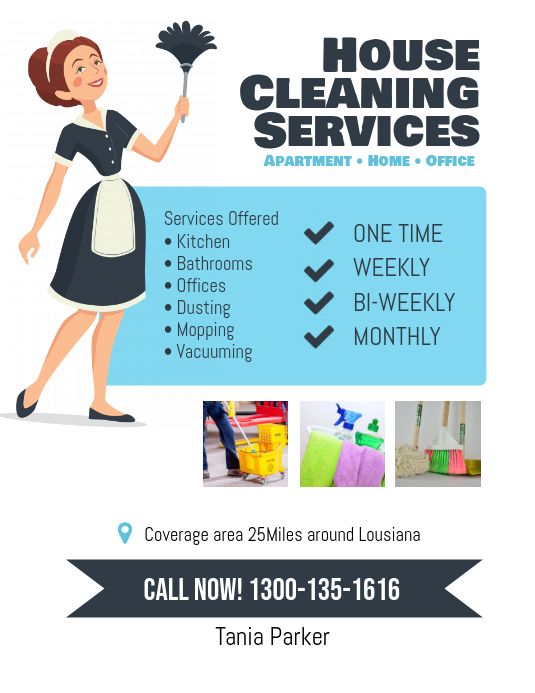 House
Cleaning
Services
Apartment • Home • Office
Services Offered
• Kitchen
• Bathrooms
• Offices
• Dusting
• Mopping
• Vacuuming
ONE TIME
WEEKLY
BI-WEEKLY
MONTHLY
Coverage area 25Miles around Lousiana
CALL NOW! 1300-135-1616
Tania Parker